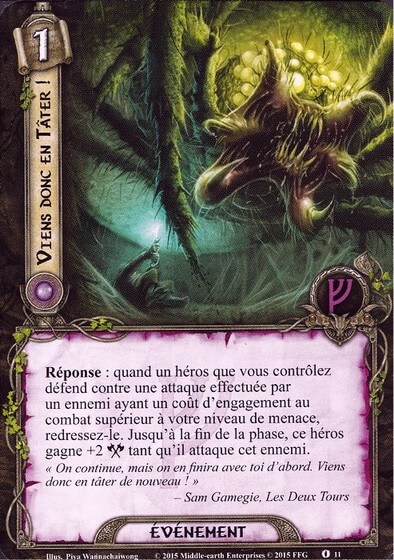 1
VIENS DONC EN TÂTER !
Réponse : quand un héros que vous contrôlez
défend contre une attaque effectuée par
un ennemi ayant un coût d'engagement au
combat supérieur à votre niveau de menace,
redressez-le. Jusqu'à la fin de la phase, ce héros
gagne +2 tant qu'il attaque cet ennemi.
« On continue, mais on en finira avec toi d'abord. Viens
donc en tâter de nouveau ! »
– Sam Gamegie, Les Deux Tours
ÉVÉNEMENT
Illus. Piya Wannachaiwong © 2015 Middle-earth Enterprises © 2015 FFG 11